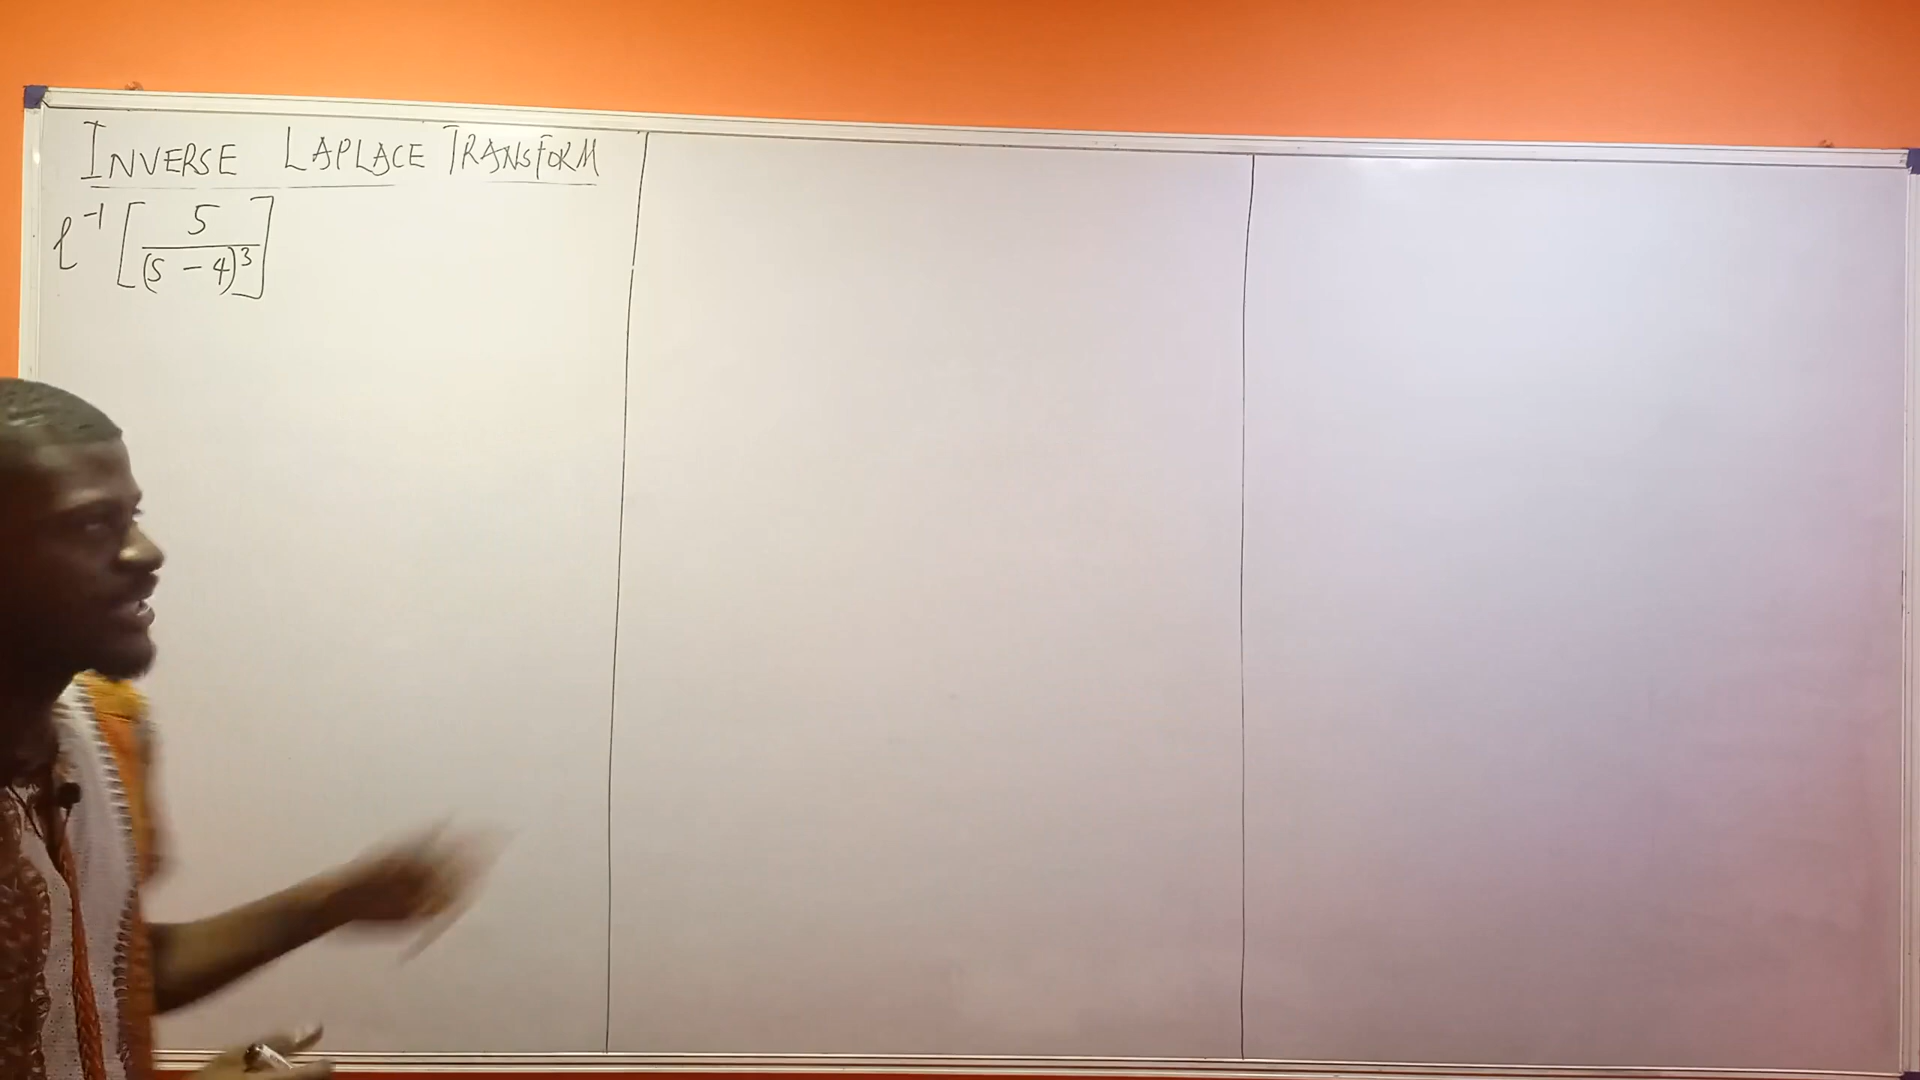 INVERSE LAPLACE TRANSFORM
ℓ⁻¹ [ 5 / (s - 4)³ ]